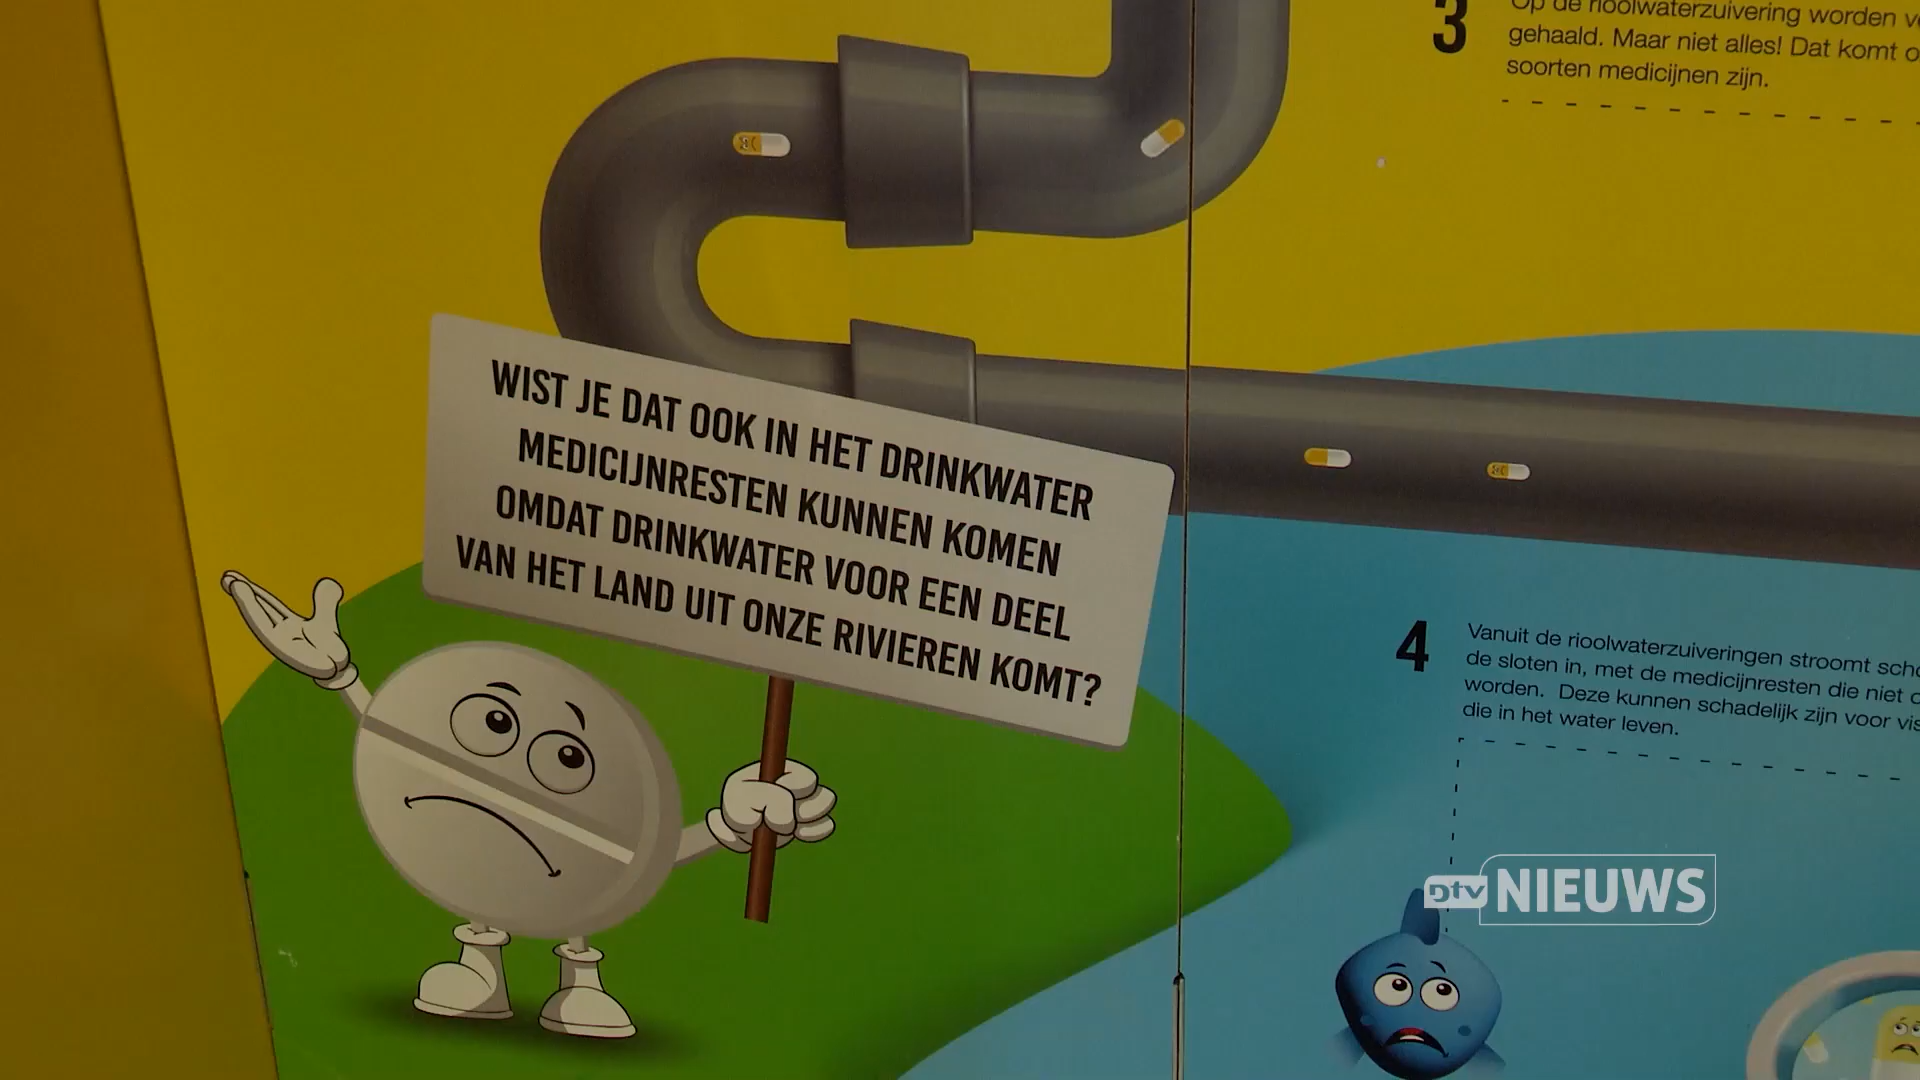 3
Op de rioolwaterzuivering worden
gehaald. Maar niet alles! Dat komt
soorten medicijnen zijn.
WIST JE DAT OOK IN HET DRINKWATER
MEDICIJNRESTEN KUNNEN KOMEN
OMDAT DRINKWATER VOOR EEN DEEL
VAN HET LAND UIT ONZE RIVIEREN KOMT?
4
Vanuit de rioolwaterzuiveringen stroomt
de sloten in, met de medicijnresten die niet
worden. Deze kunnen schadelijk zijn voor
die in het water leven.
DTV NIEUWS